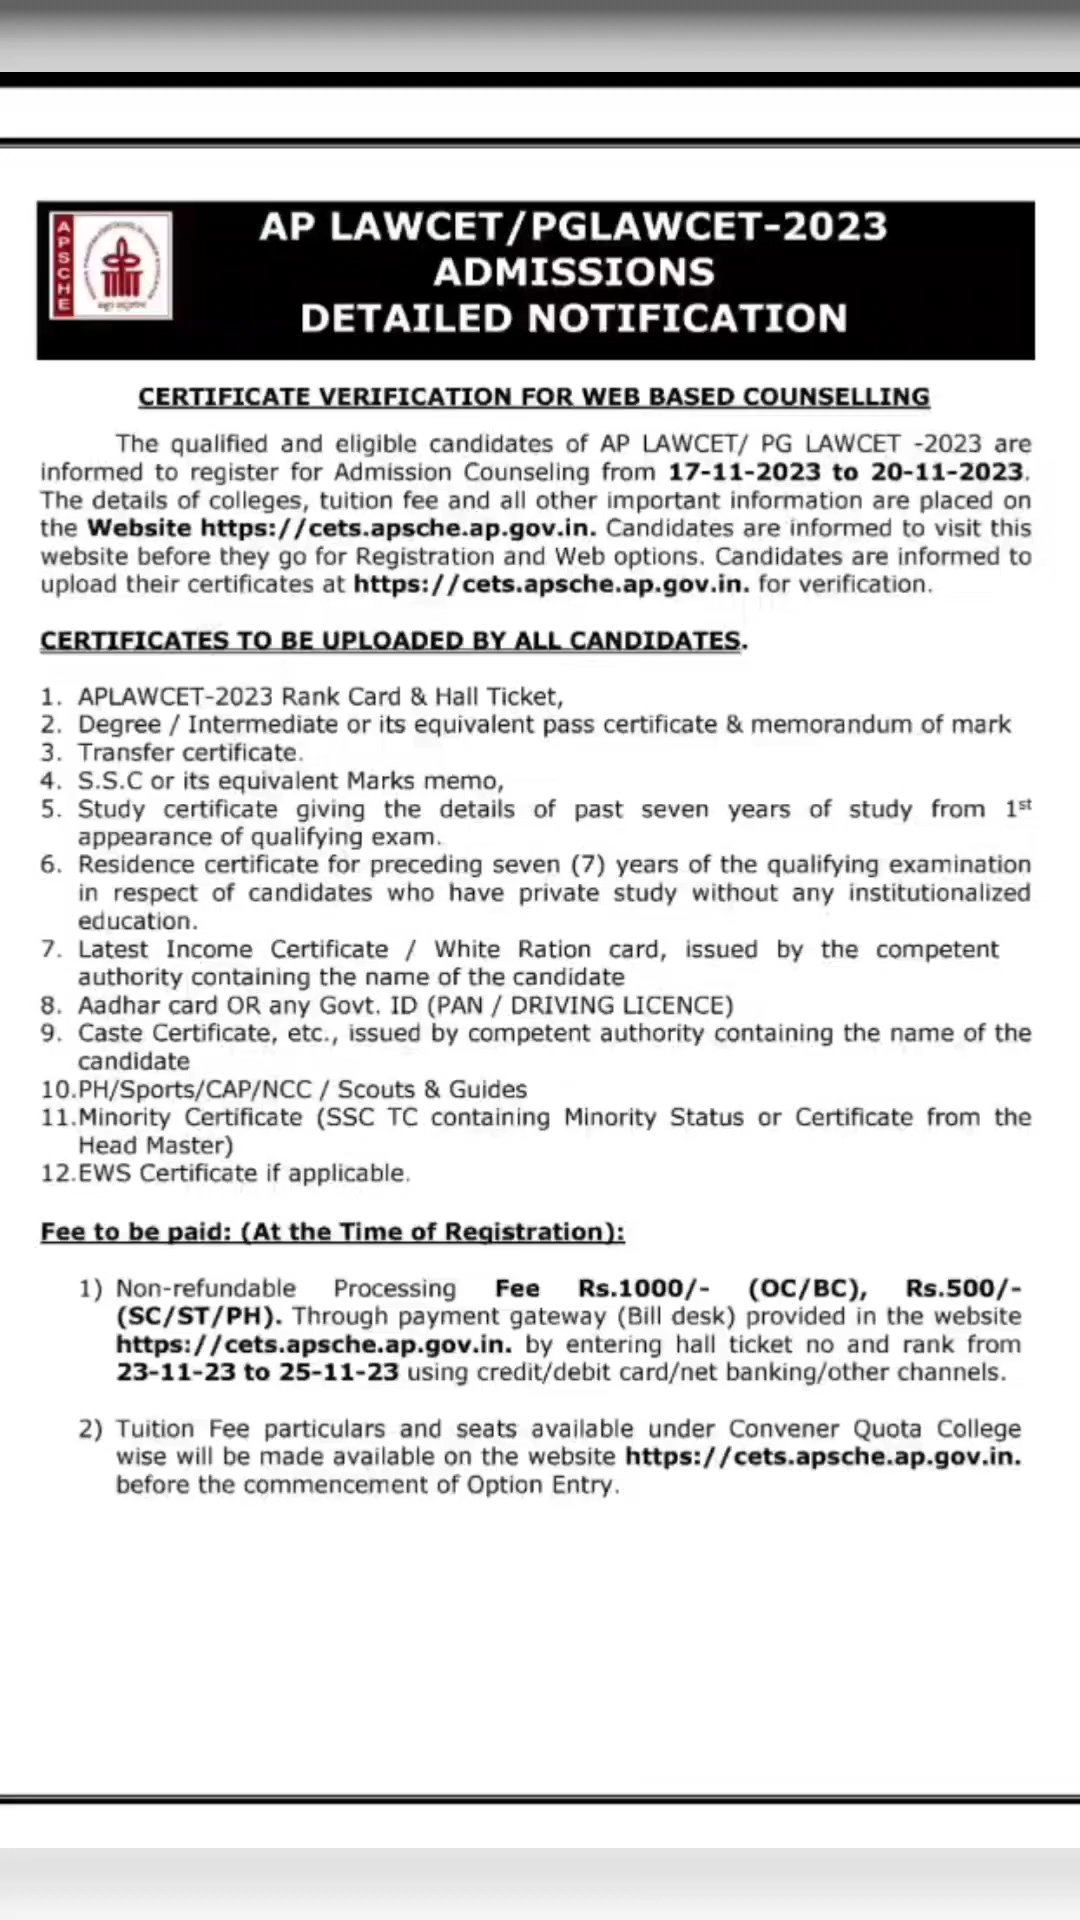 APSCHE
AP LAWCET/PGLAWCET-2023
ADMISSIONS
DETAILED NOTIFICATION
CERTIFICATE VERIFICATION FOR WEB BASED COUNSELLING
The qualified and eligible candidates of AP LAWCET/ PG LAWCET -2023 are
informed to register for Admission Counseling from 17-11-2023 to 20-11-2023.
The details of colleges, tuition fee and all other important information are placed on
the Website https://cets.apsche.ap.gov.in. Candidates are informed to visit this
website before they go for Registration and Web options. Candidates are informed to
upload their certificates at https://cets.apsche.ap.gov.in. for verification.
CERTIFICATES TO BE UPLOADED BY ALL CANDIDATES.
1. APLAWCET-2023 Rank Card & Hall Ticket,
2. Degree / Intermediate or its equivalent pass certificate & memorandum of mark
3. Transfer certificate.
4. S.S.C or its equivalent Marks memo,
5. Study certificate giving the details of past seven years of study from 1st
appearance of qualifying exam.
6. Residence certificate for preceding seven (7) years of the qualifying examination
in respect of candidates who have private study without any institutionalized
education.
7. Latest Income Certificate / White Ration card, issued by the competent
authority containing the name of the candidate
8. Aadhar card OR any Govt. ID (PAN / DRIVING LICENCE)
9. Caste Certificate, etc., issued by competent authority containing the name of the
candidate
10.PH/Sports/CAP/NCC / Scouts & Guides
11.Minority Certificate (SSC TC containing Minority Status or Certificate from the
Head Master)
12.EWS Certificate if applicable.
Fee to be paid: (At the Time of Registration):
1) Non-refundable Processing Fee Rs.1000/- (OC/BC), Rs.500/-
(SC/ST/PH). Through payment gateway (Bill desk) provided in the website
https://cets.apsche.ap.gov.in. by entering hall ticket no and rank from
23-11-23 to 25-11-23 using credit/debit card/net banking/other channels.
2) Tuition Fee particulars and seats available under Convener Quota College
wise will be made available on the website https://cets.apsche.ap.gov.in.
before the commencement of Option Entry.